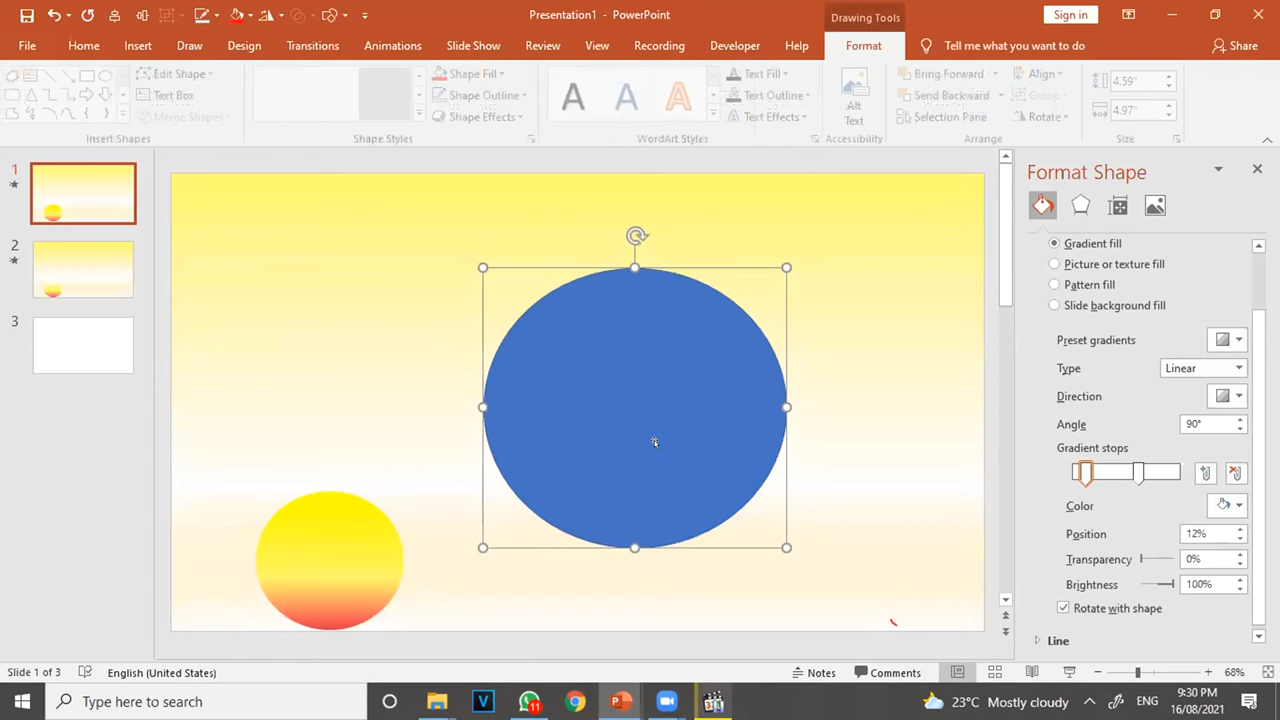 Presentation1 - PowerPoint
Drawing Tools
Sign in
File Home Insert Draw Design Transitions Animations Slide Show Review View Recording Developer Help Format Tell me what you want to do Share
Edit Shape
Text Box
Merge Shapes
Insert Shapes
Shape Fill
Shape Outline
Shape Effects
Shape Styles
A A A
Text Fill
Text Outline
Text Effects
WordArt Styles
Alt
Text
Accessibility
Bring Forward
Send Backward
Selection Pane
Align
Group
Rotate
Arrange
4.59"
4.97"
Size
1
2
3
Format Shape
Gradient fill
Picture or texture fill
Pattern fill
Slide background fill
Preset gradients
Type Linear
Direction
Angle 90°
Gradient stops
Color
Position 12%
Transparency 0%
Brightness 100%
Rotate with shape
Line
Slide 1 of 3 English (United States) Notes Comments 68%
Type here to search
11
23°C Mostly cloudy
ENG
9:30 PM
16/08/2021